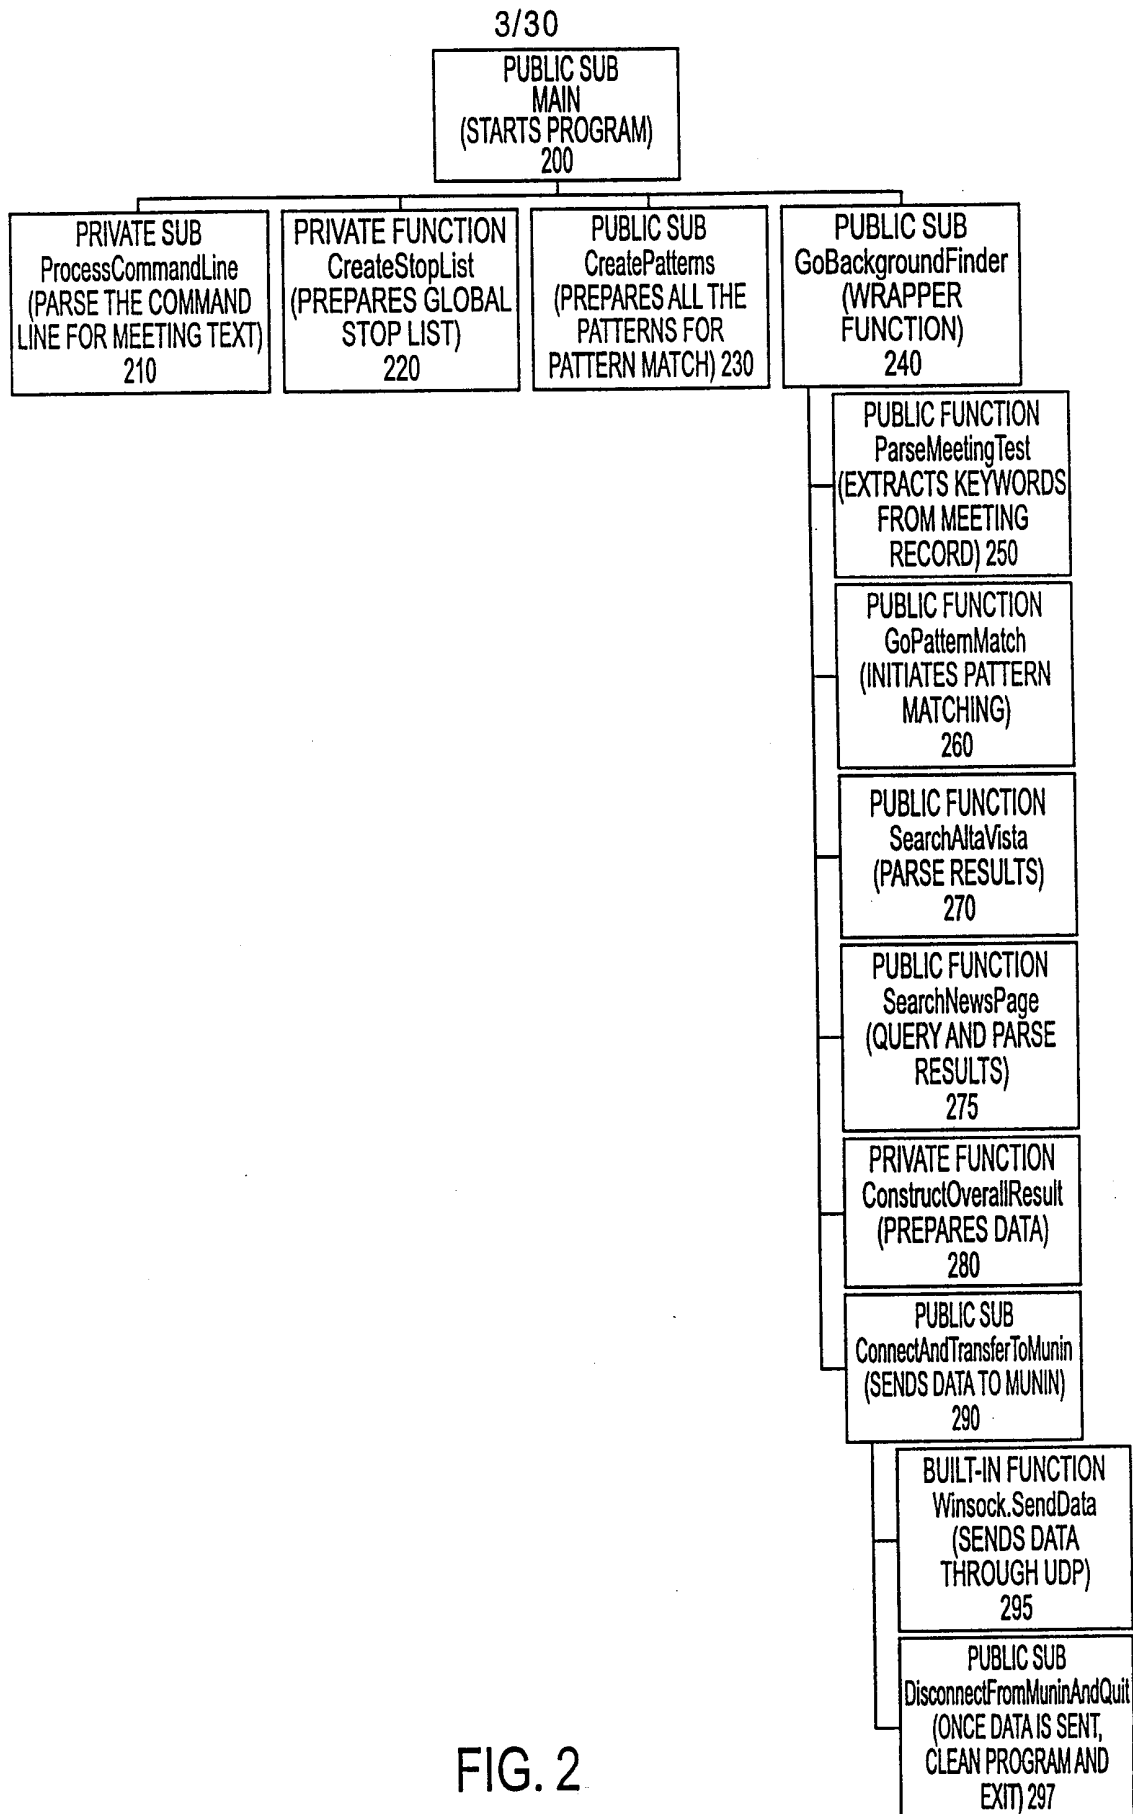 3/30
PUBLIC SUB
MAIN
(STARTS PROGRAM)
200
PRIVATE SUB
ProcessCommandLine
(PARSE THE COMMAND
LINE FOR MEETING TEXT)
210
PRIVATE FUNCTION
CreateStopList
(PREPARES GLOBAL
STOP LIST)
220
PUBLIC SUB
CreatePatterns
(PREPARES ALL THE
PATTERNS FOR
PATTERN MATCH) 230
PUBLIC SUB
GoBackgroundFinder
(WRAPPER
FUNCTION)
240
PUBLIC FUNCTION
ParseMeetingTest
(EXTRACTS KEYWORDS
FROM MEETING
RECORD) 250
PUBLIC FUNCTION
GoPatternMatch
(INITIATES PATTERN
MATCHING)
260
PUBLIC FUNCTION
SearchAltaVista
(PARSE RESULTS)
270
PUBLIC FUNCTION
SearchNewsPage
(QUERY AND PARSE
RESULTS)
275
PRIVATE FUNCTION
ConstructOverallResult
(PREPARES DATA)
280
PUBLIC SUB
ConnectAndTransferToMunin
(SENDS DATA TO MUNIN)
290
BUILT-IN FUNCTION
Winsock.SendData
(SENDS DATA
THROUGH UDP)
295
PUBLIC SUB
DisconnectFromMuninAndQuit
(ONCE DATA IS SENT,
CLEAN PROGRAM AND
EXIT) 297
FIG. 2